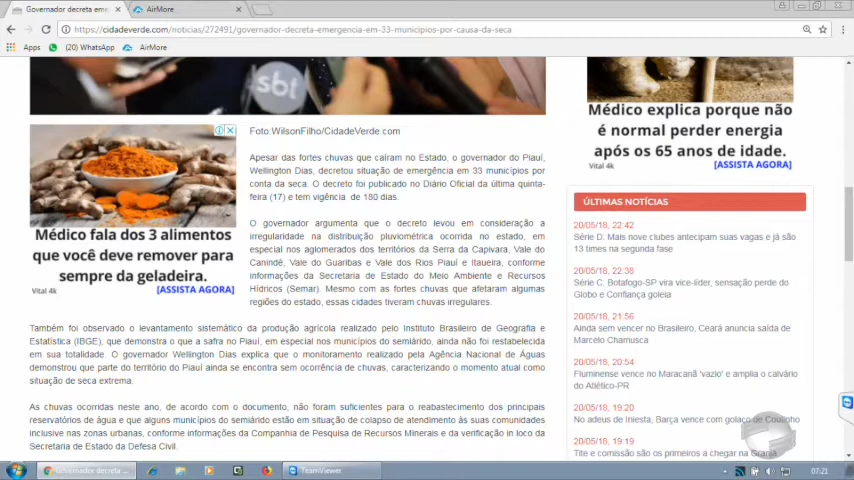 Governador decreta eme
AirMore
https://cidadeverde.com/noticias/272491/governador-decreta-emergencia-em-33-municipios-por-causa-da-seca
Apps
(20) WhatsApp
AirMore
sbt
Médico fala dos 3 alimentos
que você deve remover para
sempre da geladeira.
Vital 4k
[ASSISTA AGORA]
Foto:WilsonFilho/CidadeVerde.com
Apesar das fortes chuvas que caíram no Estado, o governador do Piauí,
Wellington Dias, decretou situação de emergência em 33 municípios por
conta da seca. O decreto foi publicado no Diário Oficial da última quinta-
feira (17) e tem vigência de 180 dias.
O governador argumenta que o decreto levou em consideração a
irregularidade na distribuição pluviométrica ocorrida no estado, em
especial nos aglomerados dos territórios da Serra da Capivara, Vale do
Canindé, Vale do Guaribas e Vale dos Rios Piauí e Itaueira, conforme
informações da Secretaria de Estado do Meio Ambiente e Recursos
Hídricos (Semar). Mesmo com as fortes chuvas que afetaram algumas
regiões do estado, essas cidades tiveram chuvas irregulares.
Também foi observado o levantamento sistemático da produção agrícola realizado pelo Instituto Brasileiro de Geografia e
Estatística (IBGE), que demonstra o que a safra no Piauí, em especial nos municípios do semiárido, ainda não foi restabelecida
em sua totalidade. O governador Wellington Dias explica que o monitoramento realizado pela Agência Nacional de Águas
demonstrou que parte do território do Piauí ainda se encontra sem ocorrência de chuvas, caracterizando o momento atual como
situação de seca extrema.
As chuvas ocorridas neste ano, de acordo com o documento, não foram suficientes para o reabastecimento dos principais
reservatórios de água e que alguns municípios do semiárido estão em situação de colapso de atendimento às suas comunidades
inclusive nas zonas urbanas, conforme informações da Companhia de Pesquisa de Recursos Minerais e da verificação in loco da
Secretaria de Estado da Defesa Civil.
Médico explica porque não
é normal perder energia
após os 65 anos de idade.
Vital 4k
[ASSISTA AGORA]
ÚLTIMAS NOTÍCIAS
20/05/18, 22:42
Série D. Mais nove clubes antecipam suas vagas e já são
13 times na segunda fase
20/05/18, 22:38
Série C: Botafogo-SP vira vice-líder, sensação perde do
Globo e Confiança goleia
20/05/18, 21:56
Ainda sem vencer no Brasileiro, Ceará anuncia saída de
Marcelo Chamusca
20/05/18, 20:54
Fluminense vence no Maracanã 'vazio' e amplia o calvário
do Atlético-PR
20/05/18, 19:20
No adeus de Iniesta, Barça vence com golaço de Coutinho
20/05/18, 19:19
Tite e comissão são os primeiros a chegar na Granja
Governador decreta ...
TeamViewer
07:21